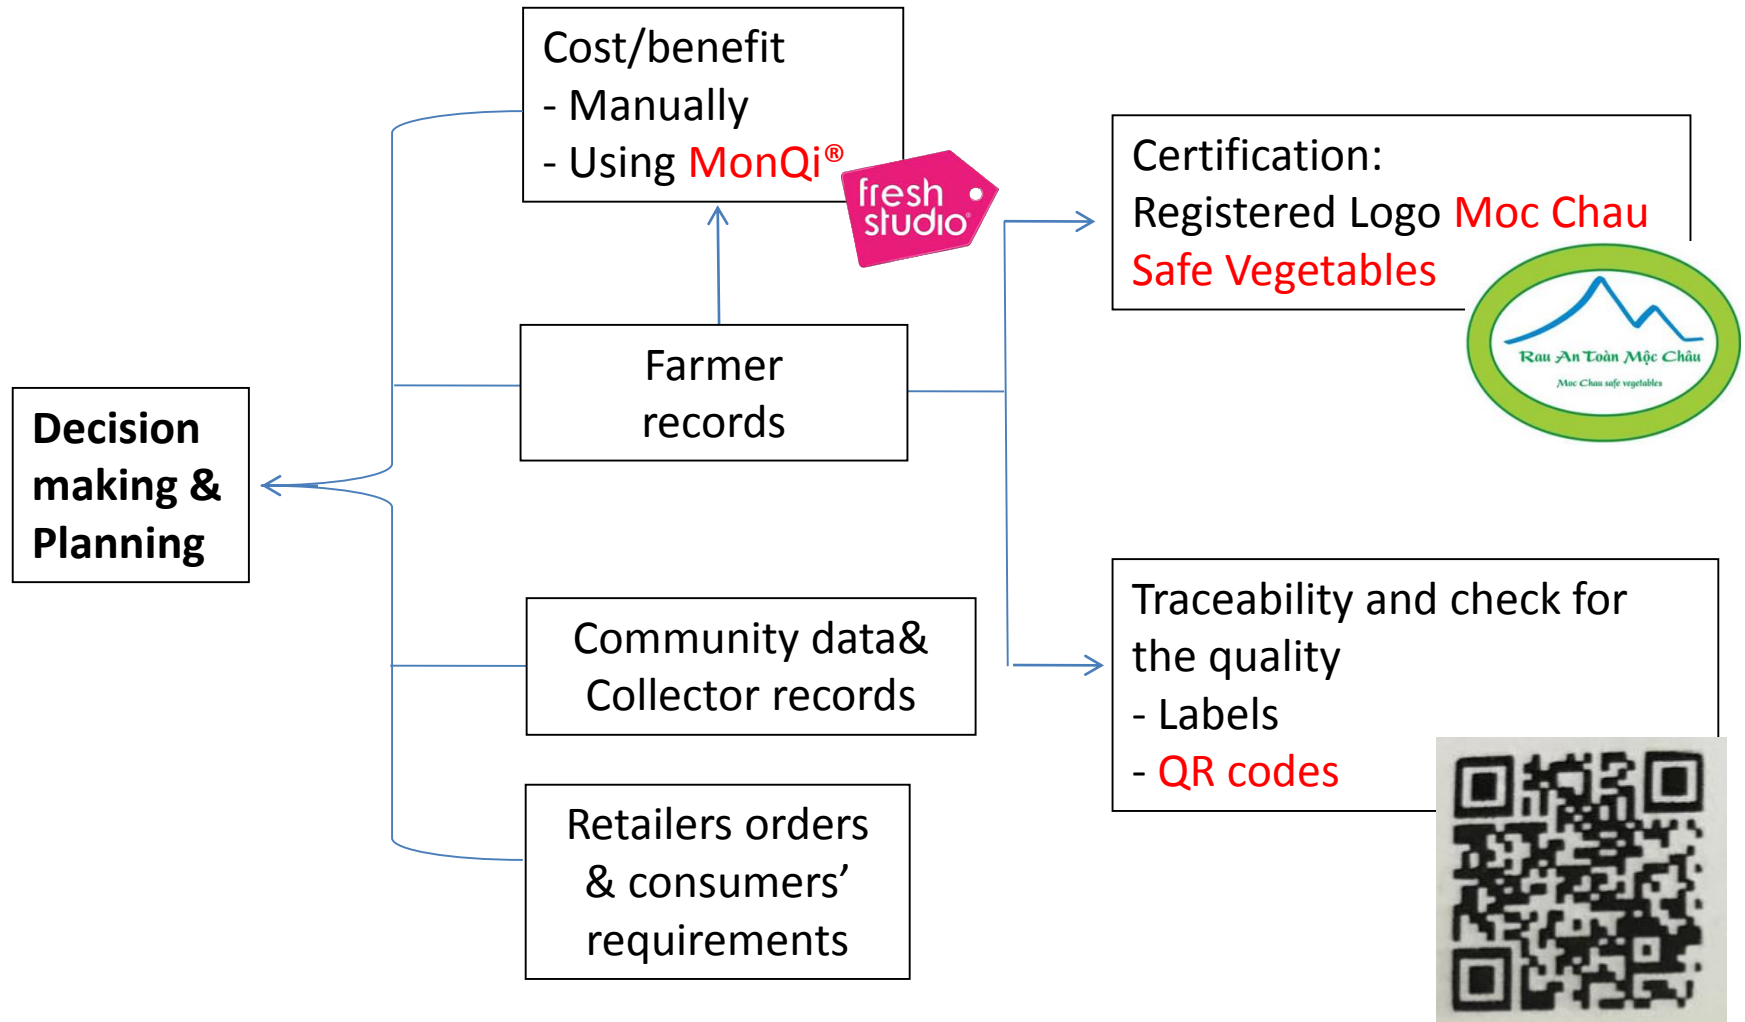 Cost/benefit
- Manually
- Using MonQi®
fresh
studio®
Certification:
Registered Logo Moc Chau
Safe Vegetables
Rau An Toàn Mộc Châu
Moc Chau safe vegetables
Farmer
records
Decision
making &
Planning
Community data&
Collector records
Traceability and check for
the quality
- Labels
- QR codes
Retailers orders
& consumers’
requirements